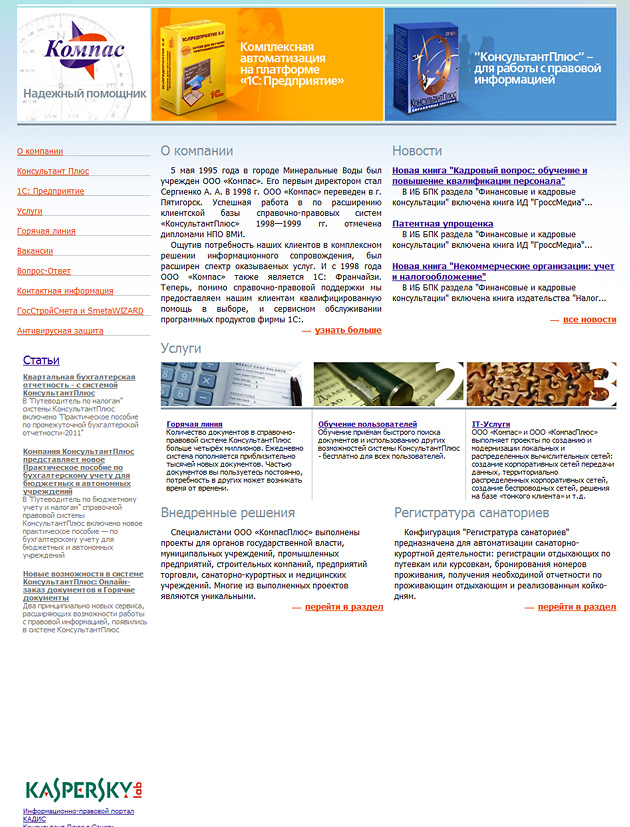 Компас
Надежный помощник
1С:ПРЕДПРИЯТИЕ 8.0
1С
Комплексная
автоматизация
на платформе
«1С: Предприятие»
КонсультантПлюс
"КонсультантПлюс" –
для работы с правовой
информацией
О компании
Консультант Плюс
1С: Предприятие
Услуги
Горячая линия
Вакансии
Вопрос-Ответ
Контактная информация
ГосСтройСмета и SmetaWIZARD
Антивирусная защита
Статьи
Квартальная бухгалтерская
отчетность - с системой
КонсультантПлюс
В "Путеводитель по налогам"
системы КонсультантПлюс
включено "Практическое пособие
по промежуточной бухгалтерской
отчетности-2011"
Компания КонсультантПлюс
представляет новое
Практическое пособие по
бухгалтерскому учету для
бюджетных и автономных
учреждений
В "Путеводитель по бюджетному
учету и налогам" справочной
правовой системы
КонсультантПлюс включено новое
практическое пособие — по
бухгалтерскому учету для
бюджетных и автономных
учреждений
Новые возможности в системе
КонсультантПлюс: Онлайн-
заказ документов и Горячие
документы
Два принципиально новых сервиса,
расширяющих возможности работы
с правовой информацией, появились
в системе КонсультантПлюс
KASPERSKY lab
Информационно-правовой портал
КАДИС
О компании
5 мая 1995 года в городе Минеральные Воды был
учрежден ООО «Компас». Его первым директором стал
Сергиенко А. А. В 1998 г. ООО «Компас» переведен в г.
Пятигорск. Успешная работа в по расширению
клиентской базы справочно-правовых систем
«КонсультантПлюс» 1998—1999 гг. отмечена
дипломами НПО ВМИ.
Ощутив потребность наших клиентов в комплексном
решении информационного сопровождения, был
расширен спектр оказываемых услуг. И с 1998 года
ООО «Компас» также является 1С: Франчайзи.
Теперь, помимо справочно-правовой поддержки мы
предоставляем нашим клиентам квалифицированную
помощь в выборе, и сервисном обслуживании
программных продуктов фирмы 1С:.
— узнать больше
Новости
Новая книга "Кадровый вопрос: обучение и
повышение квалификации персонала"
В ИБ БПК раздела "Финансовые и кадровые
консультации" включена книга ИД "ГроссМедиа"...
Патентная упрощенка
В ИБ БПК раздела "Финансовые и кадровые
консультации" включена книга ИД "ГроссМедиа"...
Новая книга "Некоммерческие организации: учет
и налогообложение"
В ИБ БПК раздела "Финансовые и кадровые
консультации" включена книга издательства "Налог...
— все новости
Услуги
WEEKLY CASH BALANCE
2
3
Горячая линия
Количество документов в справочно-
правовой системе КонсультантПлюс
больше четырёх миллионов. Ежедневно
система пополняется приблизительно
тысячей новых документов. Частью
документов вы пользуетесь постоянно,
потребность в других может возникать
время от времени.
Обучение пользователей
Обучение приёмам быстрого поиска
документов и использованию других
возможностей системы КонсультантПлюс
- бесплатно для всех пользователей.
IT-Услуги
ООО «Компас» и ООО «КомпасПлюс»
выполняет проекты по созданию и
модернизации локальных и
распределенных вычислительных сетей:
создание корпоративных сетей передачи
данных, территориально
распределенных корпоративных сетей,
создание беспроводных сетей, решения
на базе «тонкого клиента» и т.д.
Внедренные решения
Специалистами ООО «КомпасПлюс» выполнены
проекты для органов государственной власти,
муниципальных учреждений, промышленных
предприятий, строительных компаний, предприятий
торговли, санаторно-курортных и медицинских
учреждений. Многие из выполненных проектов
являются уникальными.
— перейти в раздел
Регистратура санаториев
Конфигурация "Регистратура санаториев"
предназначена для автоматизации санаторно-
курортной деятельности: регистрации отдыхающих по
путевкам или курсовкам, бронирования номеров
проживания, получения необходимой отчетности по
проживающим отдыхающим и реализованным койко-
дням.
— перейти в раздел